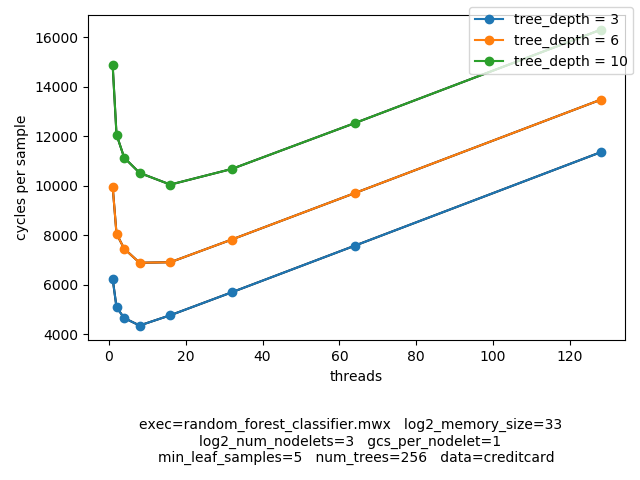 tree_depth = 3
tree_depth = 6
tree_depth = 10
16000
14000
12000
10000
8000
6000
4000
cycles per sample
0 20 40 60 80 100 120
threads
exec=random_forest_classifier.mwx log2_memory_size=33
log2_num_nodelets=3 gcs_per_nodelet=1
min_leaf_samples=5 num_trees=256 data=creditcard